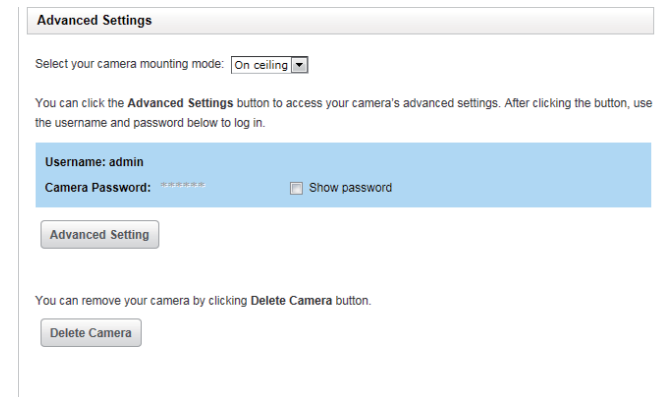 Advanced Settings
Select your camera mounting mode: On ceiling
You can click the Advanced Settings button to access your camera's advanced settings. After clicking the button, use
the username and password below to log in.
Username: admin
Camera Password: ****** Show password
Advanced Setting
You can remove your camera by clicking Delete Camera button.
Delete Camera